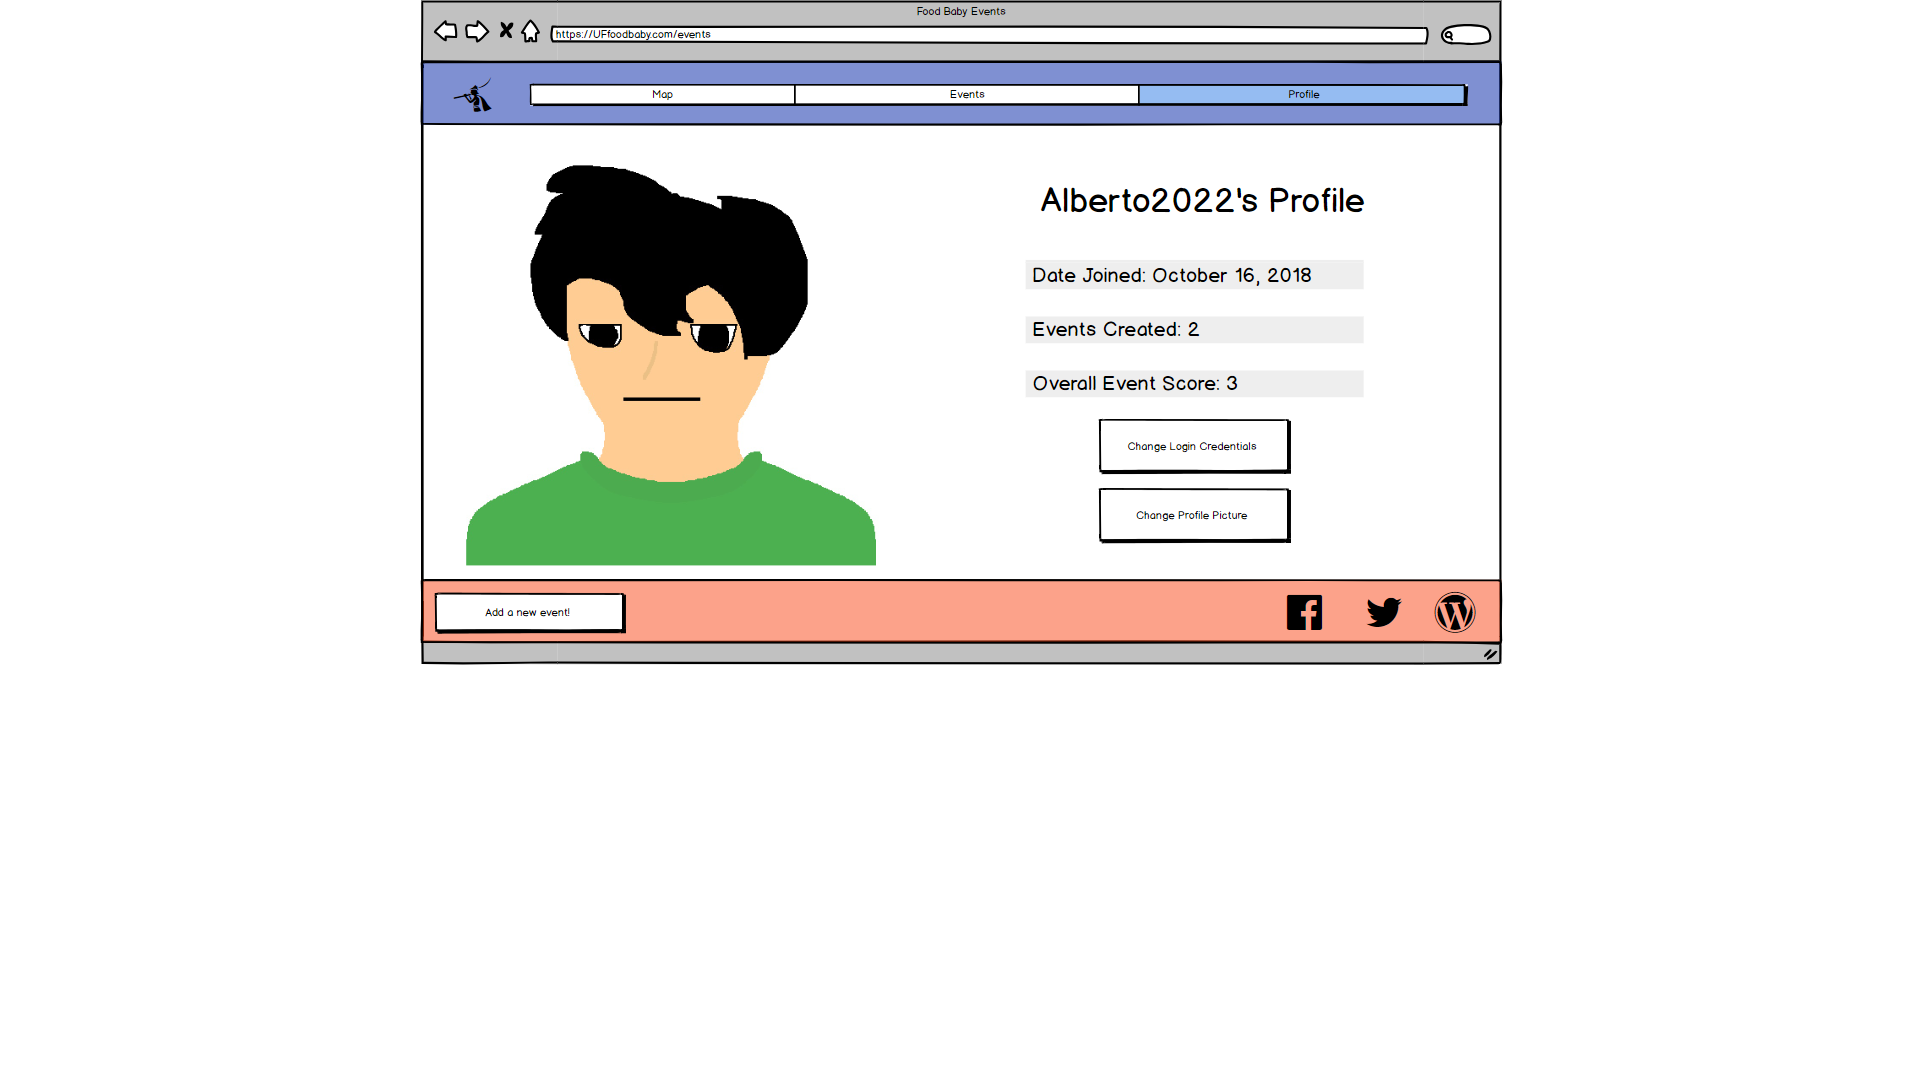 Food Baby Events
https://UFfoodbaby.com/events
Map
Events
Profile
Alberto2022's Profile
Date Joined: October 16, 2018
Events Created: 2
Overall Event Score: 3
Change Login Credentials
Change Profile Picture
Add a new event!